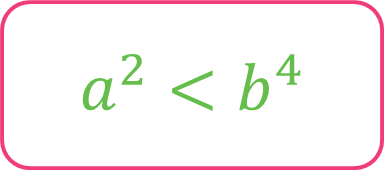 a² < b⁴